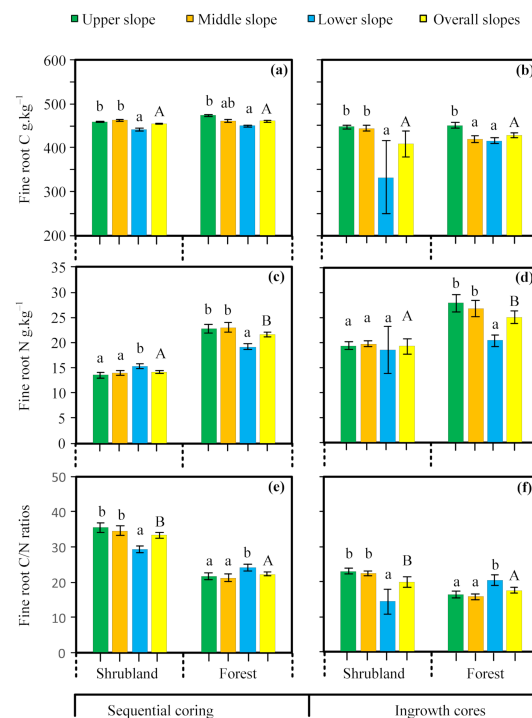 Upper slope Middle slope Lower slope Overall slopes
(a) (b)
Fine root C g.kg⁻¹
600
500
400
300
200
b b a A b ab a A
b b a A b a a A
(c) (d)
Fine root N g.kg⁻¹
35
30
25
20
15
10
5
0
a a b A b b a B
a a a A b b a B
(e) (f)
Fine root C/N ratios
50
40
30
20
10
0
b b a B a a b A
b b a B a a b A
Shrubland Forest Shrubland Forest
Sequential coring Ingrowth cores